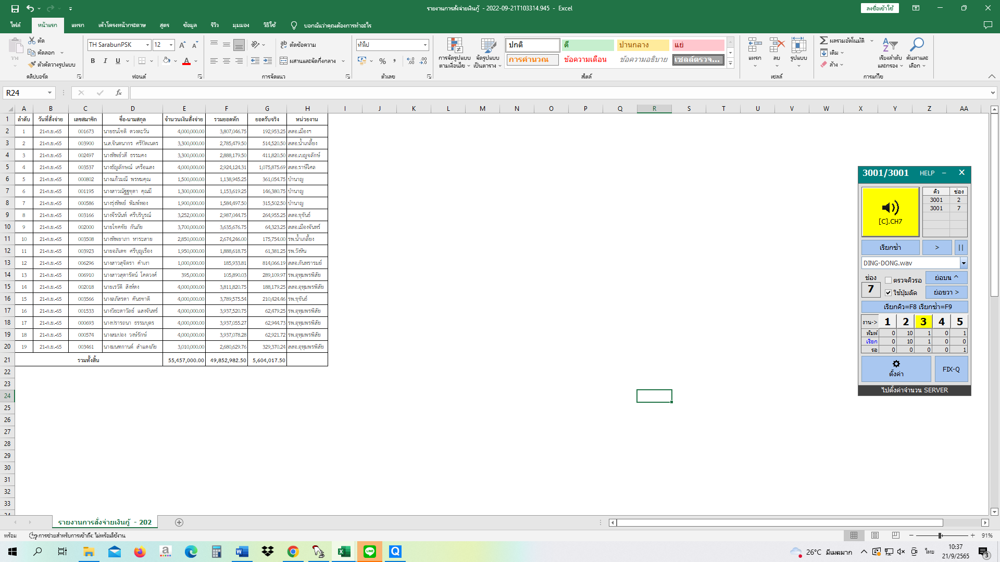 รายงานการสั่งจ่ายเงินกู้ - 2022-09-21T103314.945 - Excel
ลงชื่อเข้าใช้
ไฟล์ หน้าแรก แทรก เค้าโครงหน้ากระดาษ สูตร ข้อมูล รีวิว มุมมอง วิธีใช้ บอกฉันว่าคุณต้องการทำอะไร
วาง
ตัด
คัดลอก
ตัวคัดวางรูปแบบ
คลิปบอร์ด
TH SarabunPSK 12
B I U
ฟอนต์
ตัดข้อความ
ผสานและจัดกึ่งกลาง
การจัดแนว
ทั่วไป
ตัวเลข
การจัดรูปแบบตามเงื่อนไข
จัดรูปแบบเป็นตาราง
ปกติ ดี ปานกลาง แย่
การคำนวณ ข้อความเตือน ข้อความอธิบาย เซลล์ตรวจ...
สไตล์
แทรก ลบ รูปแบบ
เซลล์
ผลรวมอัตโนมัติ
เติม
ล้าง
เรียงลำดับและกรอง
ค้นหาและเลือก
การแก้ไข
R24
fx
A B C D E F G H I J K L M N O P Q R S T U V W X Y Z AA
1 ลำดับ วันที่สั่งจ่าย เลขสมาชิก ชื่อ-นามสกุล จำนวนเงินสั่งจ่าย รวมยอดหัก ยอดรับจริง หน่วยงาน
2 1 21-ก.ย.-65 001673 นายธนโชติ ดวงตะวัน 4,000,000.00 3,807,046.75 192,953.25 สสอ.เมืองฯ
3 2 21-ก.ย.-65 003900 น.ส.จินตนากร ศรีปัตเนตร 3,300,000.00 2,785,479.50 514,520.50 สสอ.น้ำเกลี้ยง
4 3 21-ก.ย.-65 002497 นางทิพย์วดี ธรรมคง 3,300,000.00 2,888,179.50 411,820.50 สสอ.เบญจลักษ์
5 4 21-ก.ย.-65 003537 นางธัญลักษณ์ เครือแสง 4,000,000.00 2,924,124.31 1,075,875.69 สสอ.ราษีไศล
6 5 21-ก.ย.-65 000802 นางแก้วมณี พรหมคุณ 1,500,000.00 1,138,945.25 361,054.75 บำนาญ
7 6 21-ก.ย.-65 001195 นางสาวณัฐฐชุดา คุณมี 1,300,000.00 1,153,619.25 146,380.75 บำนาญ
8 7 21-ก.ย.-65 000586 นางรุ่งทิพย์ พิมพ์ทอง 1,900,000.00 1,584,497.50 315,502.50 บำนาญ
9 8 21-ก.ย.-65 003166 นางจีรนันท์ ศรีบริบูรณ์ 3,252,000.00 2,987,044.75 264,955.25 สสอ.ขุขันธ์
10 9 21-ก.ย.-65 002000 นายโชคชัย กันภัย 3,700,000.00 3,635,676.75 64,323.25 สสอ.เมืองจันทร์
11 10 21-ก.ย.-65 003508 นางทิพยาภา หาระสาย 2,850,000.00 2,674,246.00 175,754.00 รพ.น้ำเกลี้ยง
12 11 21-ก.ย.-65 003923 นายอภิเดช ศรีบุญเรือง 1,950,000.00 1,888,618.75 61,381.25 รพ.วังหิน
13 12 21-ก.ย.-65 006296 นางสาวสุจิตรา คำเงา 1,000,000.00 185,933.81 814,066.19 สสอ.กันทรารมย์
14 13 21-ก.ย.-65 006910 นางสาวสุดารัตน์ โคตวงศ์ 395,000.00 105,890.03 289,109.97 รพ.อุทุมพรพิสัย
15 14 21-ก.ย.-65 002018 นายเรวัติ สิงห์คง 4,000,000.00 3,811,820.75 188,179.25 สสอ.อุทุมพรพิสัย
16 15 21-ก.ย.-65 003566 นางลภัสรดา คันธชาติ 4,000,000.00 3,789,575.54 210,424.46 รพ.ขุขันธ์
17 16 21-ก.ย.-65 001533 นางวิยะดาวัลย์ แสงจันทร์ 4,000,000.00 3,937,520.75 62,479.25 รพ.อุทุมพรพิสัย
18 17 21-ก.ย.-65 000693 นางปรารถนา ธรรมบุตร 4,000,000.00 3,937,055.27 62,944.73 รพ.อุทุมพรพิสัย
19 18 21-ก.ย.-65 000574 นางสมปอง วงษ์รักษ์ 4,000,000.00 3,937,078.28 62,921.72 รพ.อุทุมพรพิสัย
20 19 21-ก.ย.-65 003461 นางมนฑกานต์ สำแดงภัย 3,010,000.00 2,680,629.76 329,370.24 สสอ.อุทุมพรพิสัย
21 รวมทั้งสิ้น 55,457,000.00 49,852,982.50 5,604,017.50
22
23
24
25
26
27
28
29
30
31
32
33
3001/3001 HELP
คิว ช่อง
3001 2
3001 7
[C].CH7
เรียกซ้ำ > ||
DING-DONG.wav
ช่อง
7
ตรวจคิวรอ
ใช้ปุ่มลัด
ย่อบน ^
ย่อขวา >
เรียกคิว=F8 เรียกซ้ำ=F9
งาน-> 1 2 3 4 5
พิมพ์ 0 10 1 0 1
เรียก 0 10 1 0 0
รอ 0 0 0 0 1
ตั้งค่า
FIX-Q
ไปตั้งค่าจำนวน SERVER
รายงานการสั่งจ่ายเงินกู้ - 202
พร้อม การช่วยสำหรับการเข้าถึง: ไม่พร้อมใช้งาน
91%
26°C มีเมฆมาก
ไทย
10:37
21/9/2565
3